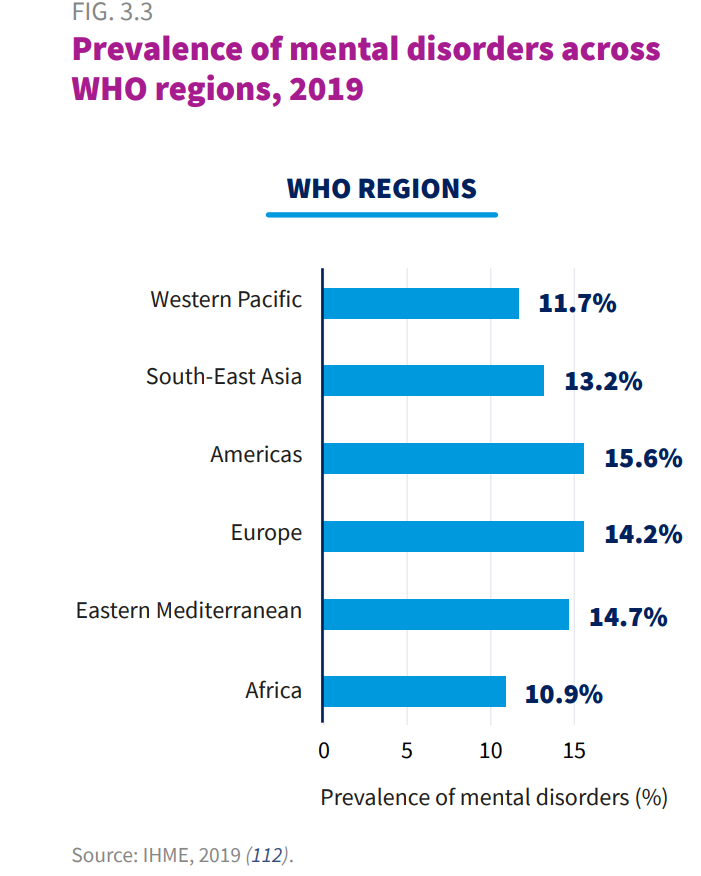 FIG. 3.3
Prevalence of mental disorders across
WHO regions, 2019
WHO REGIONS
Western Pacific 11.7%
South-East Asia 13.2%
Americas 15.6%
Europe 14.2%
Eastern Mediterranean 14.7%
Africa 10.9%
0 5 10 15
Prevalence of mental disorders (%)
Source: IHME, 2019 (112).